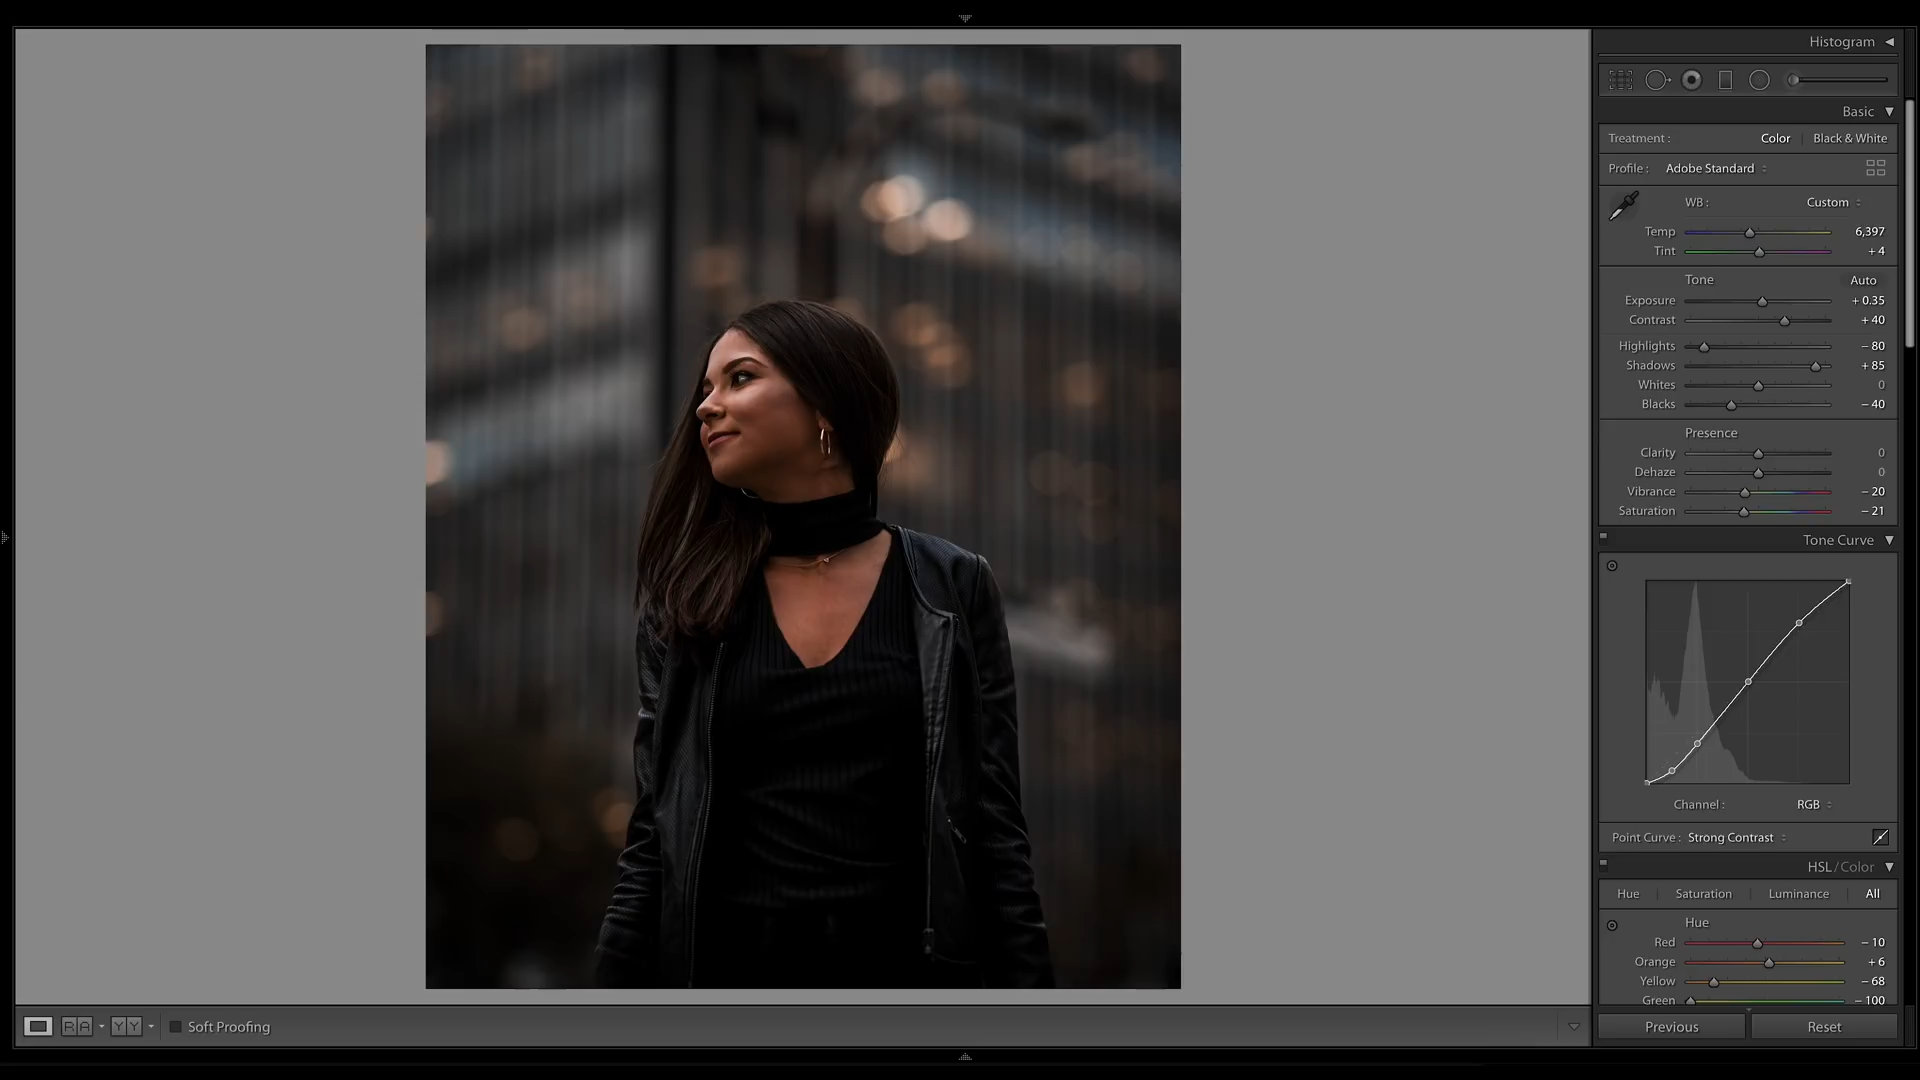 Histogram
Basic
Treatment : Color Black & White
Profile : Adobe Standard
WB : Custom
Temp 6,397
Tint + 4
Tone Auto
Exposure + 0.35
Contrast + 40
Highlights – 80
Shadows + 85
Whites 0
Blacks – 40
Presence
Clarity 0
Dehaze 0
Vibrance – 20
Saturation – 21
Tone Curve
Channel : RGB
Point Curve : Strong Contrast
HSL / Color
Hue Saturation Luminance All
Hue
Red – 10
Orange + 6
Yellow – 68
Green – 100
Previous Reset
R A Y Y Soft Proofing